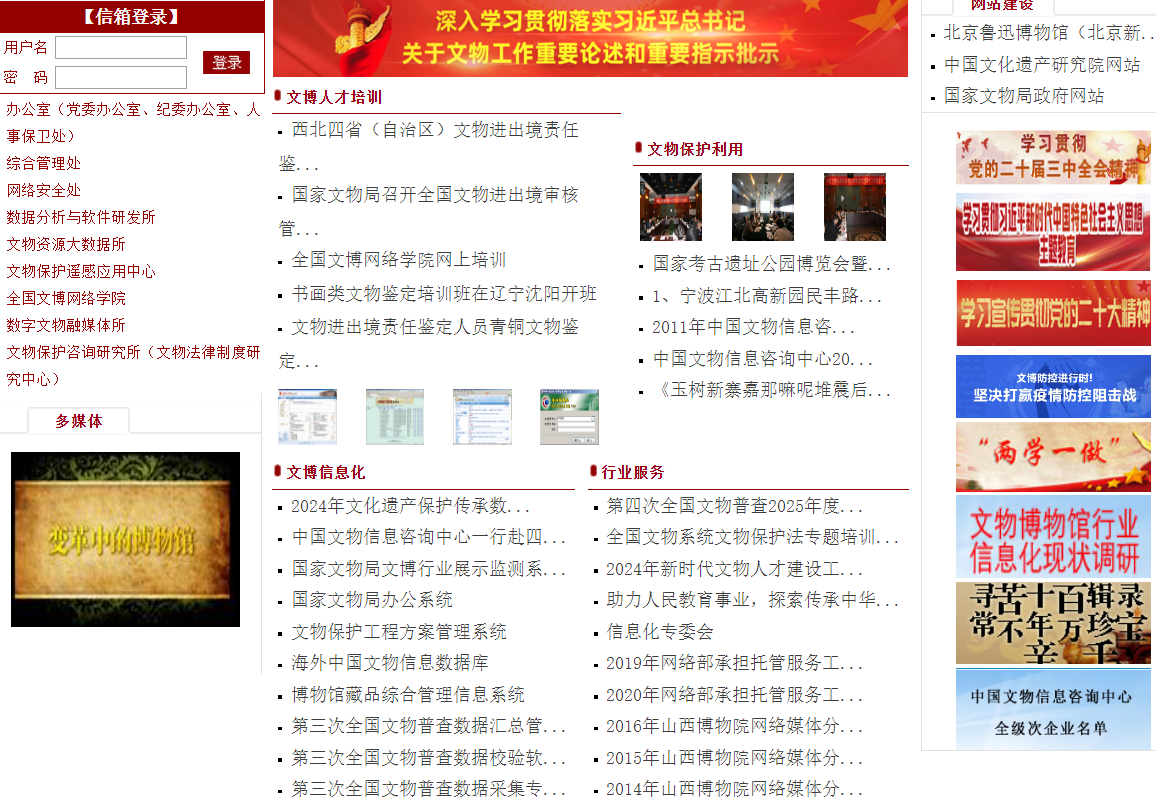 【信箱登录】
用户名
密 码
登录
办公室（党委办公室、纪委办公室、人
事保卫处）
综合管理处
网络安全处
数据分析与软件研发所
文物资源大数据所
文物保护遥感应用中心
全国文博网络学院
数字文物融媒体所
文物保护咨询研究所（文物法律制度研
究中心）
多媒体
变革中的博物馆
深入学习贯彻落实习近平总书记
关于文物工作重要论述和重要指示批示
文博人才培训
西北四省（自治区）文物进出境责任
鉴...
国家文物局召开全国文物进出境审核
管...
全国文博网络学院网上培训
书画类文物鉴定培训班在辽宁沈阳开班
文物进出境责任鉴定人员青铜文物鉴
定...
文物保护利用
国家考古遗址公园博览会暨...
1、宁波江北高新园民丰路...
2011年中国文物信息咨...
中国文物信息咨询中心20...
《玉树新寨嘉那嘛呢堆震后...
文博信息化
2024年文化遗产保护传承数...
中国文物信息咨询中心一行赴四...
国家文物局文博行业展示监测系...
国家文物局办公系统
文物保护工程方案管理系统
海外中国文物信息数据库
博物馆藏品综合管理信息系统
第三次全国文物普查数据汇总管...
第三次全国文物普查数据校验软...
第三次全国文物普查数据采集专...
行业服务
第四次全国文物普查2025年度...
全国文物系统文物保护法专题培训...
2024年新时代文物人才建设工...
助力人民教育事业，探索传承中华...
信息化专委会
2019年网络部承担托管服务工...
2020年网络部承担托管服务工...
2016年山西博物院网络媒体分...
2015年山西博物院网络媒体分...
2014年山西博物院网络媒体分...
网站建设
北京鲁迅博物馆（北京新..
中国文化遗产研究院网站
国家文物局政府网站
学习贯彻
党的二十届三中全会精神
学习贯彻习近平新时代中国特色社会主义思想
主题教育
学习宣传贯彻党的二十大精神
文博防控进行时!
坚决打赢疫情防控阻击战
“两学一做”
文物博物馆行业
信息化现状调研
寻苦十百辑录
常不年万珍宝
辛 千
中国文物信息咨询中心
全级次企业名单